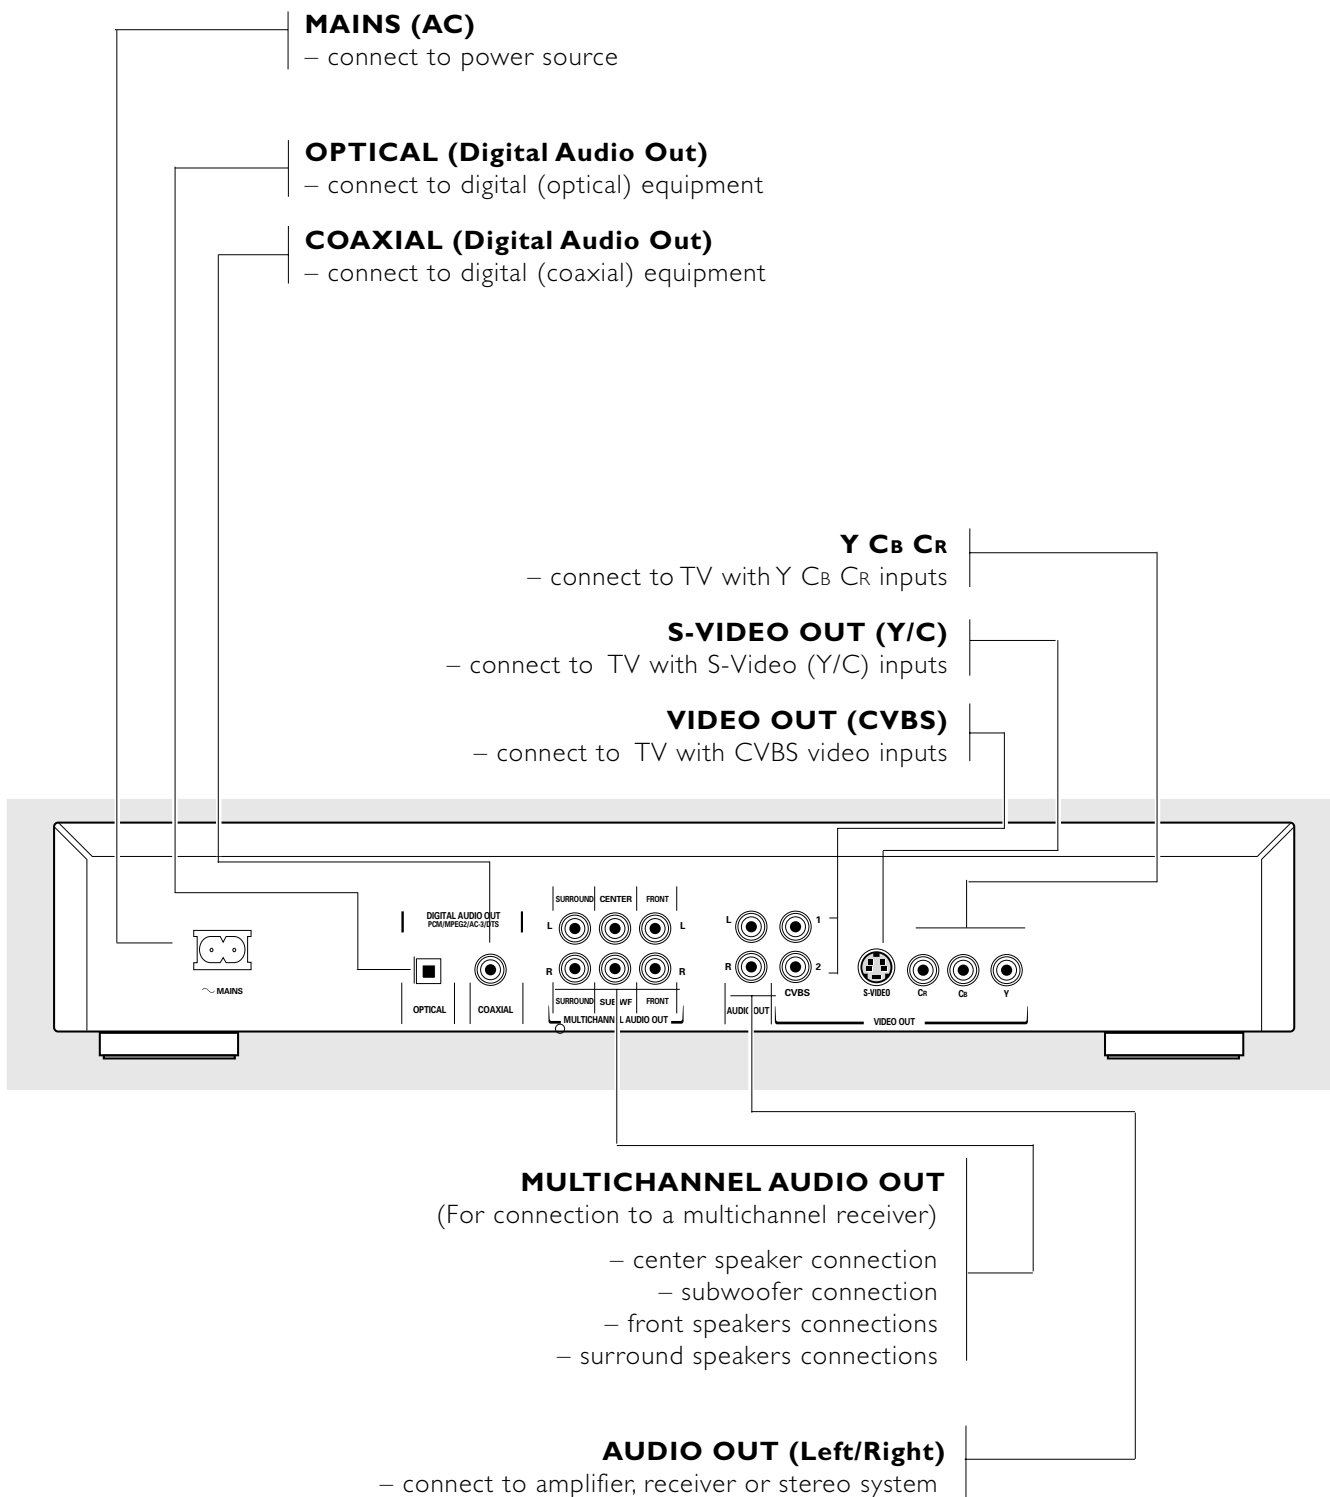 MAINS (AC)
– connect to power source
OPTICAL (Digital Audio Out)
– connect to digital (optical) equipment
COAXIAL (Digital Audio Out)
– connect to digital (coaxial) equipment
Y CB CR
– connect to TV with Y CB CR inputs
S-VIDEO OUT (Y/C)
– connect to TV with S-Video (Y/C) inputs
VIDEO OUT (CVBS)
– connect to TV with CVBS video inputs
MAINS
DIGITAL AUDIO OUT
PCM/MPEG2/AC-3/DTS
OPTICAL
COAXIAL
SURROUND CENTER FRONT
L L
R R
SURROUND SUBWF FRONT
MULTICHANNEL AUDIO OUT
L
R
AUDIO OUT
1
2
CVBS
S-VIDEO
CR
CB
Y
VIDEO OUT
MULTICHANNEL AUDIO OUT
(For connection to a multichannel receiver)
– center speaker connection
– subwoofer connection
– front speakers connections
– surround speakers connections
AUDIO OUT (Left/Right)
– connect to amplifier, receiver or stereo system